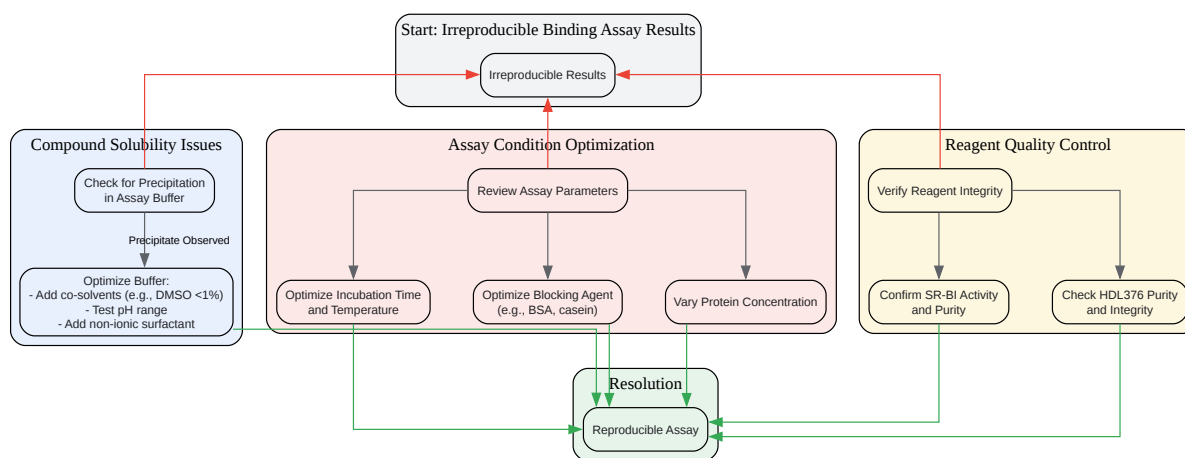 Start: Irreproducible Binding Assay Results
Irreproducible Results
Compound Solubility Issues
Check for Precipitation
in Assay Buffer
Precipitate Observed
Optimize Buffer:
- Add co-solvents (e.g., DMSO <1%)
- Test pH range
- Add non-ionic surfactant
Assay Condition Optimization
Review Assay Parameters
Optimize Incubation Time
and Temperature
Optimize Blocking Agent
(e.g., BSA, casein)
Vary Protein Concentration
Reagent Quality Control
Verify Reagent Integrity
Confirm SR-BI Activity
and Purity
Check HDL376 Purity
and Integrity
Resolution
Reproducible Assay